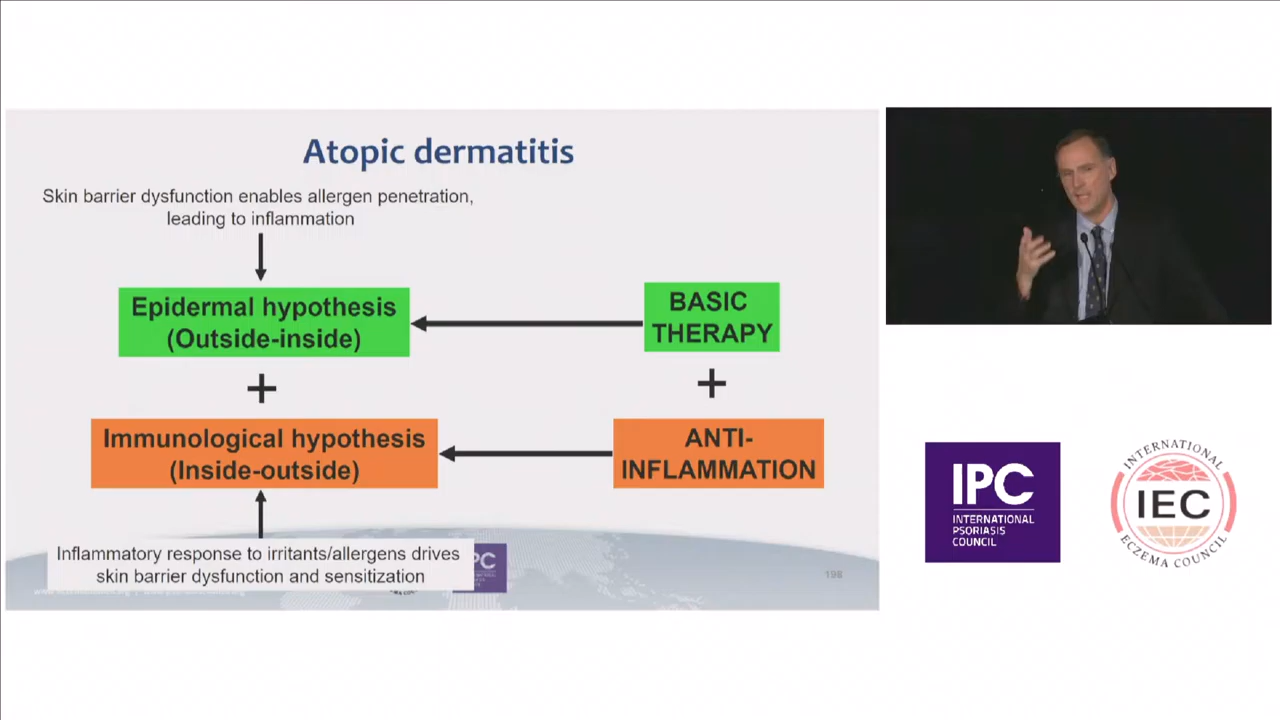 Atopic dermatitis
Skin barrier dysfunction enables allergen penetration,
leading to inflammation
Epidermal hypothesis
(Outside-inside)
BASIC
THERAPY
+
+
Immunological hypothesis
(Inside-outside)
ANTI-
INFLAMMATION
Inflammatory response to irritants/allergens drives
skin barrier dysfunction and sensitization
PC
198
IPC
INTERNATIONAL
PSORIASIS
COUNCIL
INTERNATIONAL
IEC
ECZEMA COUNCIL